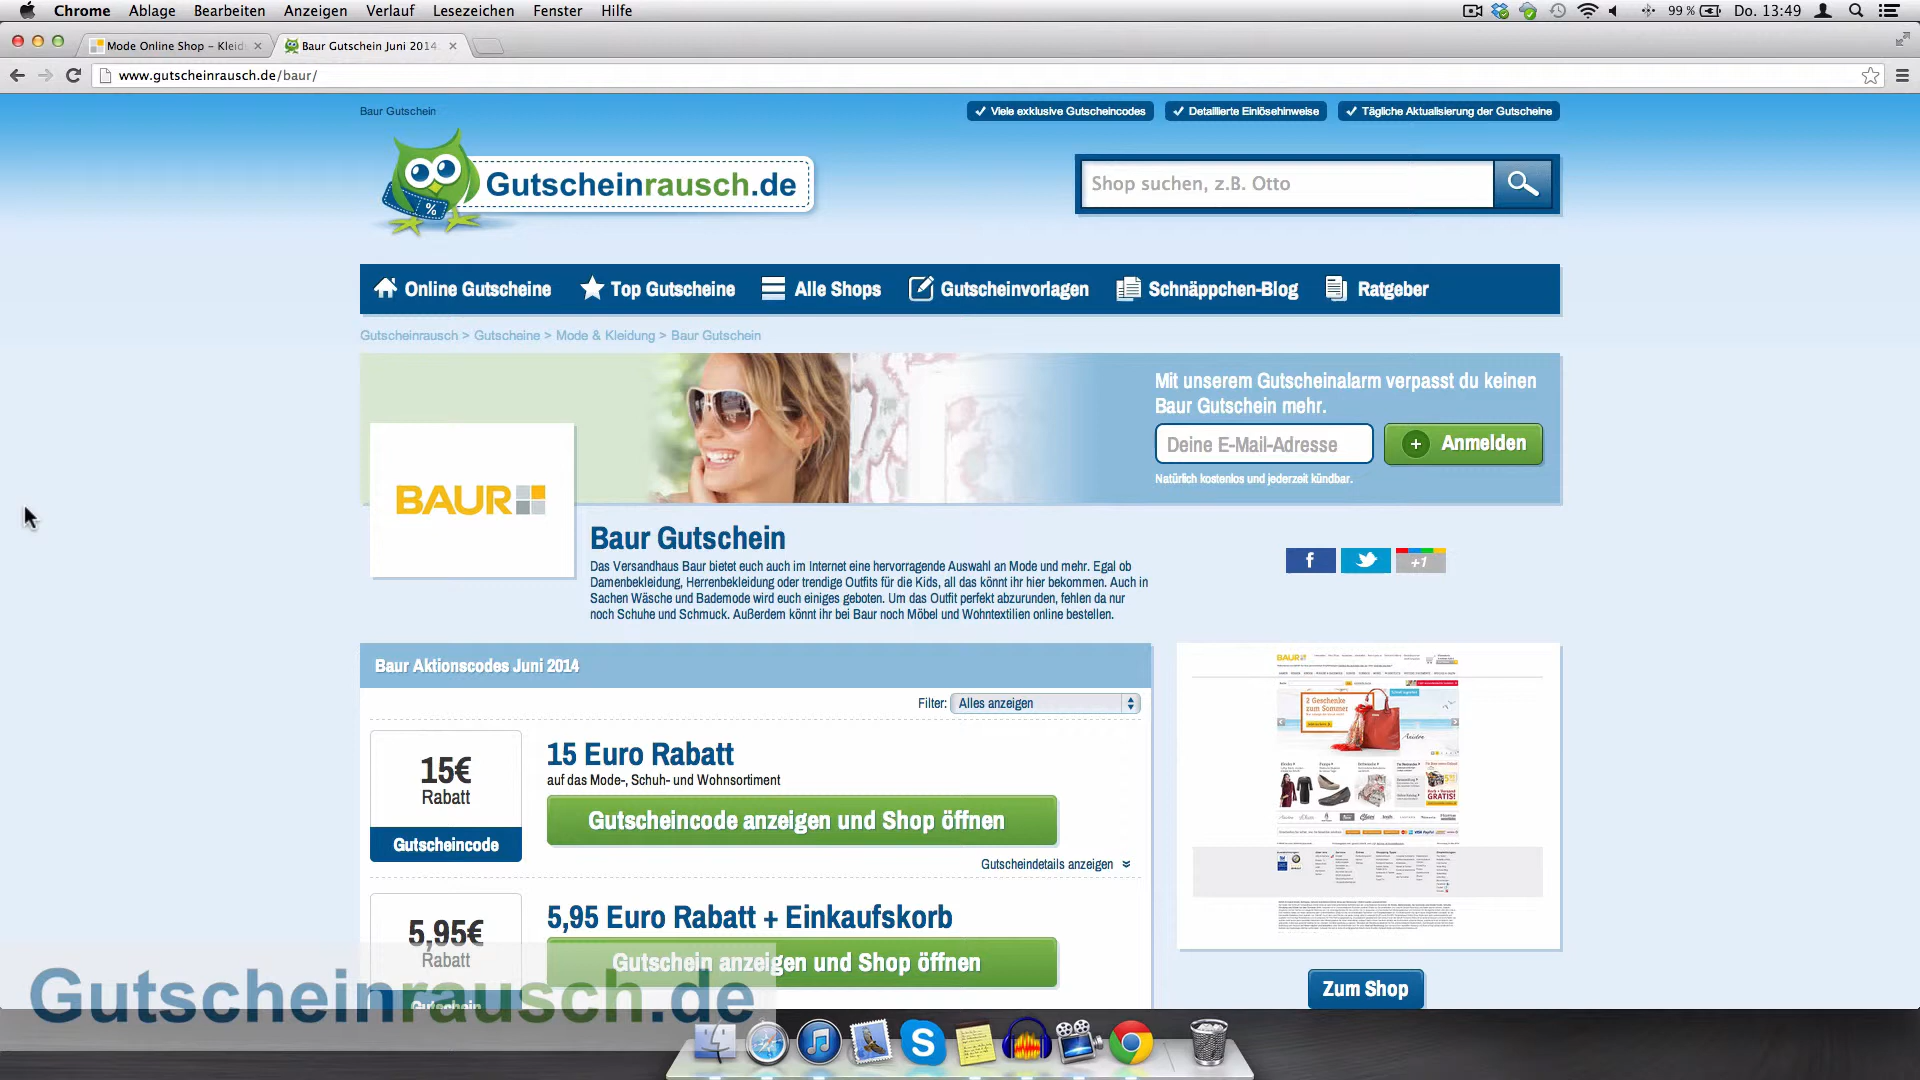 Chrome Ablage Bearbeiten Anzeigen Verlauf Lesezeichen Fenster Hilfe 99 % Do. 13:49
Mode Online Shop – Kleid
Baur Gutschein Juni 2014
www.gutscheinrausch.de/baur/
Baur Gutschein
Viele exklusive Gutscheincodes
Detaillierte Einlösehinweise
Tägliche Aktualisierung der Gutscheine
%
Gutscheinrausch.de
Shop suchen, z.B. Otto
Online Gutscheine Top Gutscheine Alle Shops Gutscheinvorlagen Schnäppchen-Blog Ratgeber
Gutscheinrausch > Gutscheine > Mode & Kleidung > Baur Gutschein
Mit unserem Gutscheinalarm verpasst du keinen
Baur Gutschein mehr.
Deine E-Mail-Adresse
+ Anmelden
Natürlich kostenlos und jederzeit kündbar.
BAUR
Baur Gutschein
Das Versandhaus Baur bietet euch auch im Internet eine hervorragende Auswahl an Mode und mehr. Egal ob
Damenbekleidung, Herrenbekleidung oder trendige Outfits für die Kids, all das könnt ihr hier bekommen. Auch in
Sachen Wäsche und Bademode wird euch einiges geboten. Um das Outfit perfekt abzurunden, fehlen da nur
noch Schuhe und Schmuck. Außerdem könnt ihr bei Baur noch Möbel und Wohntextilien online bestellen.
f
+1
Baur Aktionscodes Juni 2014
Filter: Alles anzeigen
15€
Rabatt
Gutscheincode
15 Euro Rabatt
auf das Mode-, Schuh- und Wohnsortiment
Gutscheincode anzeigen und Shop öffnen
Gutscheindetails anzeigen
5,95€
Rabatt
Gutschein
5,95 Euro Rabatt + Einkaufskorb
Gutschein anzeigen und Shop öffnen
BAUR
2 Geschenke
zum Sommer
GRATIS!
Zum Shop
Gutscheinrausch.de
S